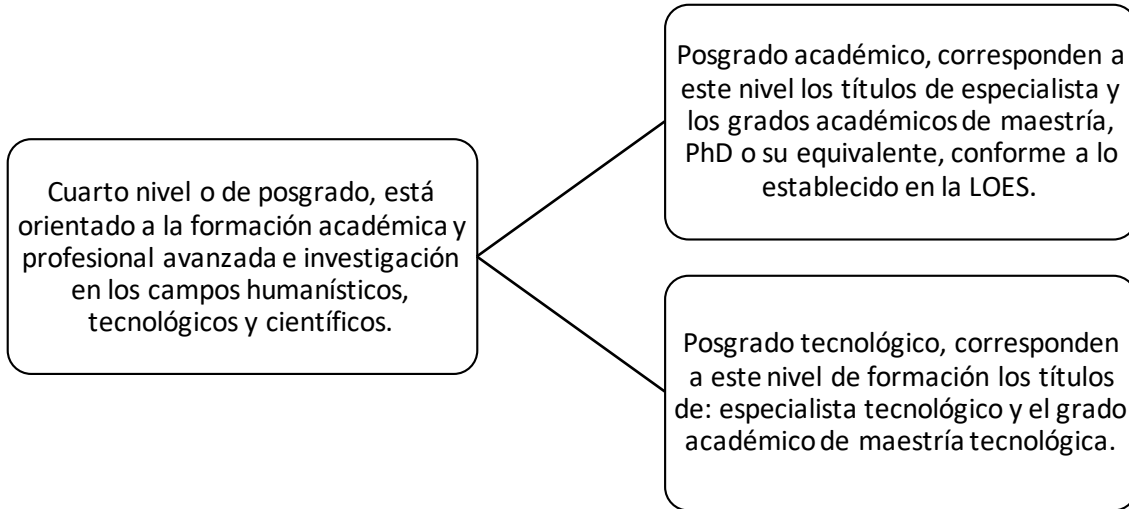 Cuarto nivel o de posgrado, está
orientado a la formación académica y
profesional avanzada e investigación
en los campos humanísticos,
tecnológicos y científicos.
Posgrado académico, corresponden a
este nivel los títulos de especialista y
los grados académicos de maestría,
PhD o su equivalente, conforme a lo
establecido en la LOES.
Posgrado tecnológico, corresponden
a este nivel de formación los títulos
de: especialista tecnológico y el grado
académico de maestría tecnológica.